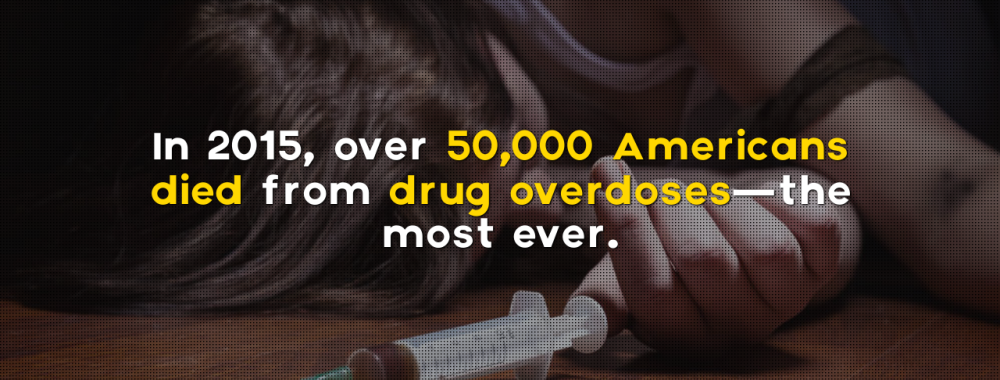 In 2015, over 50,000 Americans
died from drug overdoses—the
most ever.